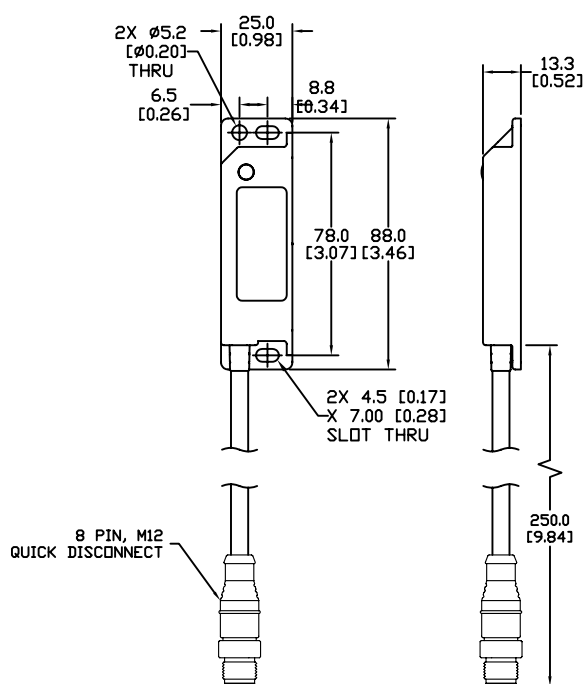 2X Ø5.2
[Ø0.20]
THRU
25.0
[0.98]
6.5
[0.26]
8.8
[0.34]
13.3
[0.52]
78.0
[3.07]
88.0
[3.46]
2X 4.5 [0.17]
X 7.00 [0.28]
SLOT THRU
250.0
[9.84]
8 PIN, M12
QUICK DISCONNECT